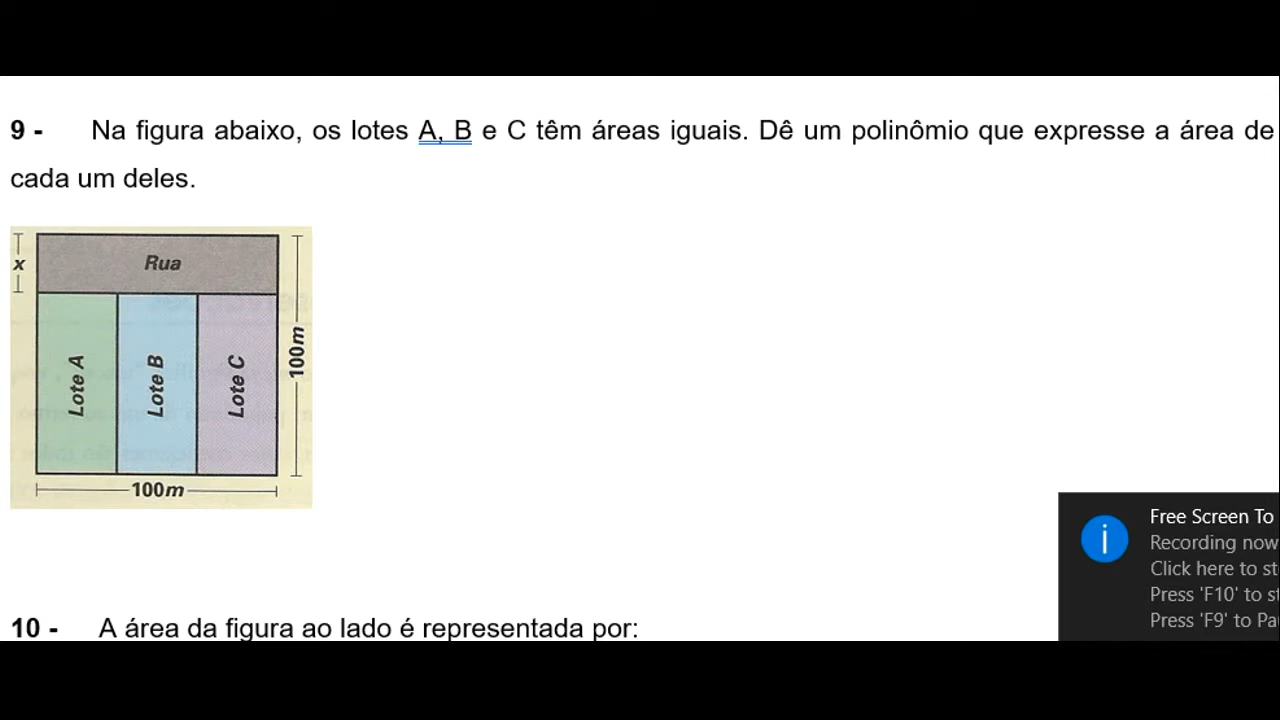 9 - Na figura abaixo, os lotes A, B e C têm áreas iguais. Dê um polinômio que expresse a área de
cada um deles.
x
Rua
Lote A
Lote B
Lote C
100m
100m
Free Screen To
Recording now
Click here to st
Press 'F10' to st
Press 'F9' to Pa
10 - A área da figura ao lado é representada por: